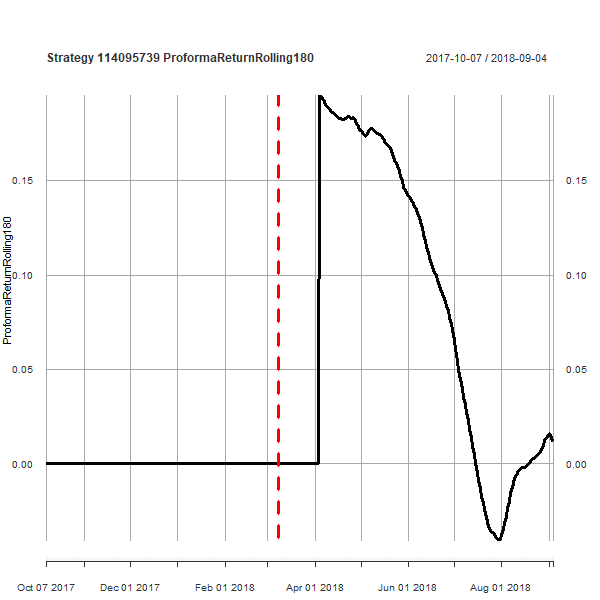 Strategy 114095739 ProformaReturnRolling180
2017-10-07 / 2018-09-04
ProformaReturnRolling180
0.15 0.15
0.10 0.10
0.05 0.05
0.00 0.00
Oct 07 2017 Dec 01 2017 Feb 01 2018 Apr 01 2018 Jun 01 2018 Aug 01 2018